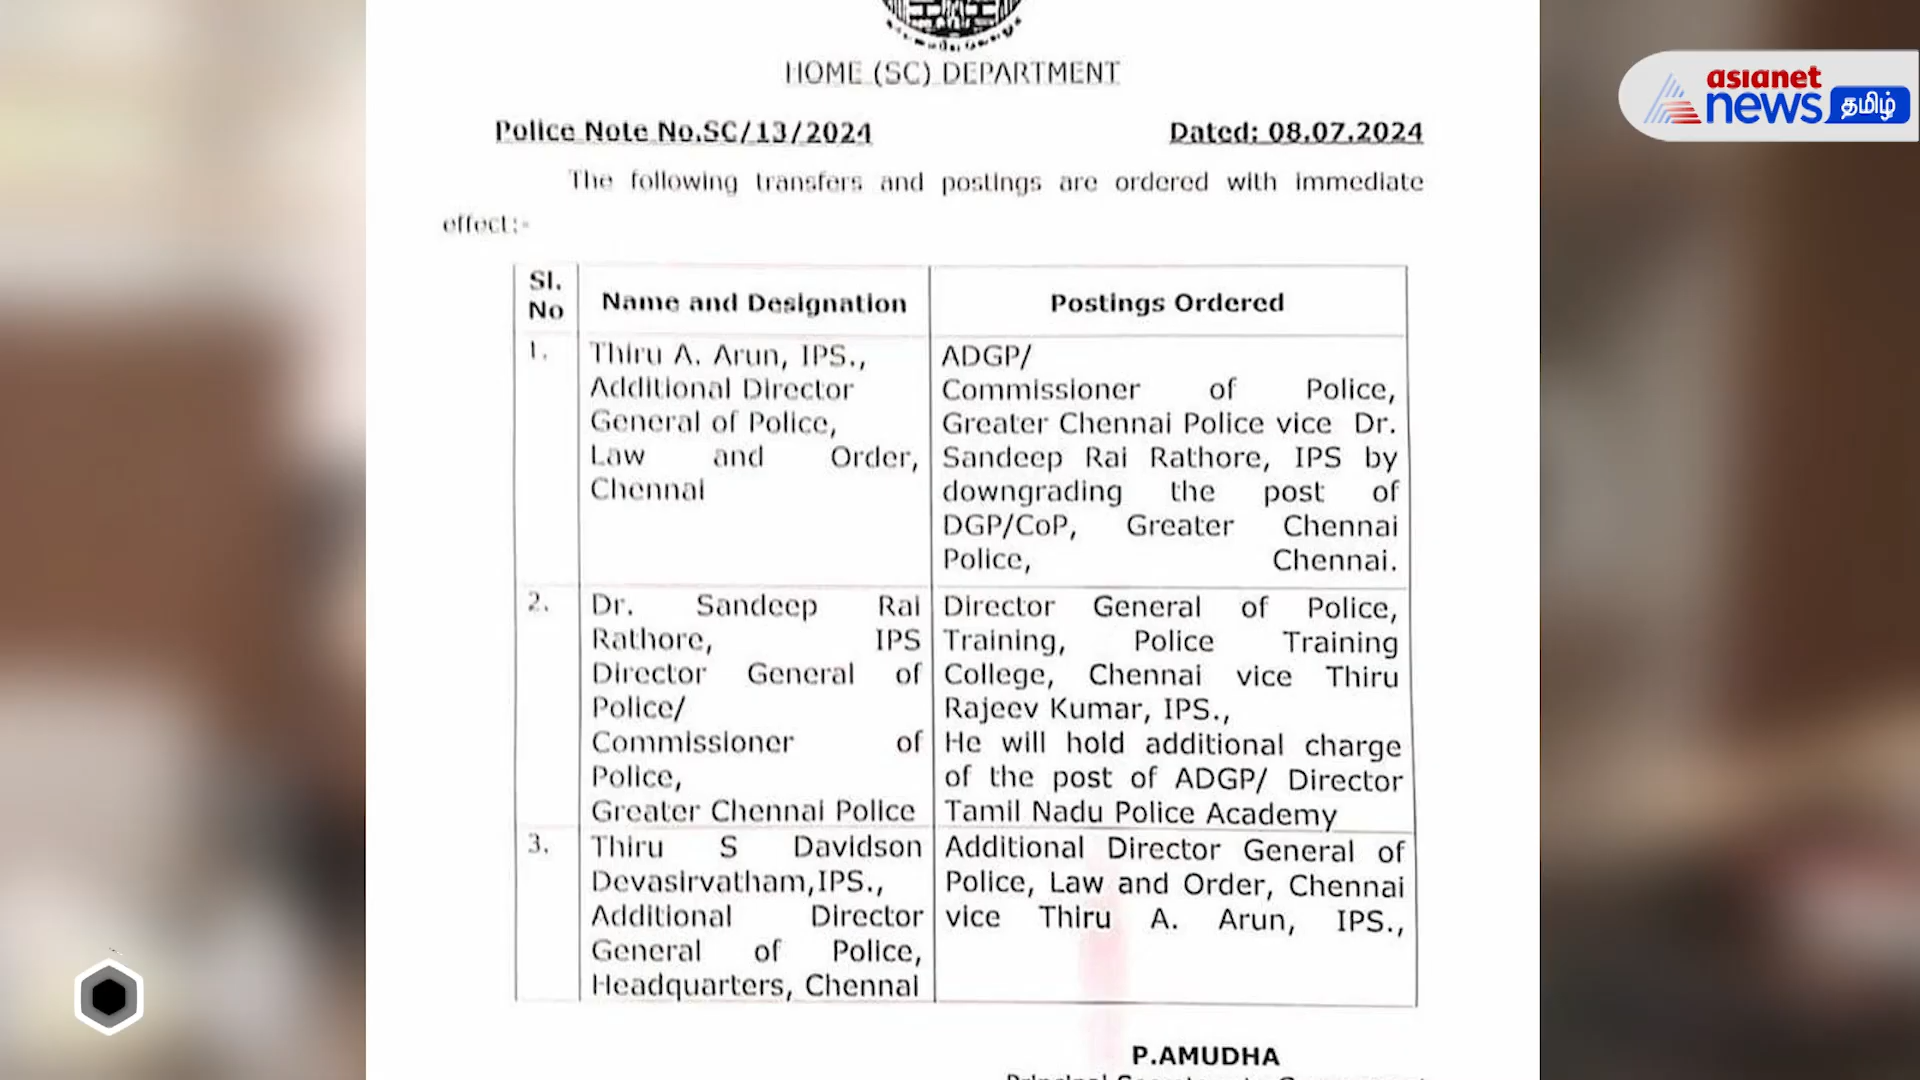 HOME (SC) DEPARTMENT
Police Note No.SC/13/2024 Dated: 08.07.2024
The following transfers and postings are ordered with immediate
effect:-
Sl. No
Name and Designation
Postings Ordered
1.
Thiru A. Arun, IPS.,
Additional Director
General of Police,
Law and Order,
Chennai
ADGP/
Commissioner of Police,
Greater Chennai Police vice Dr.
Sandeep Rai Rathore, IPS by
downgrading the post of
DGP/CoP, Greater Chennai
Police, Chennai.
2.
Dr. Sandeep Rai
Rathore, IPS
Director General of
Police/
Commissioner of
Police,
Greater Chennai Police
Director General of Police,
Training, Police Training
College, Chennai vice Thiru
Rajeev Kumar, IPS.,
He will hold additional charge
of the post of ADGP/ Director
Tamil Nadu Police Academy
3.
Thiru S Davidson
Devasirvatham,IPS.,
Additional Director
General of Police,
Headquarters, Chennai
Additional Director General of
Police, Law and Order, Chennai
vice Thiru A. Arun, IPS.,
P.AMUDHA
asianet
news தமிழ்